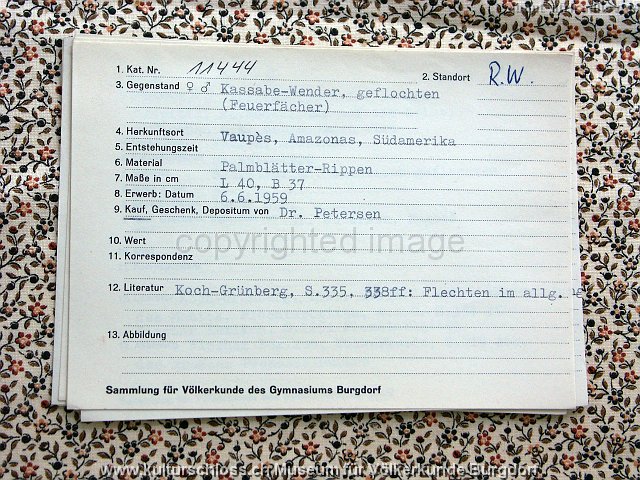 1. Kat. Nr. 11444 2. Standort R.W.
3. Gegenstand ♀ ♂ Kassabe-Wender, geflochten
(Feuerfächer)
4. Herkunftsort Vaupès, Amazonas, Südamerika
5. Entstehungszeit
6. Material Palmblätter-Rippen
7. Maße in cm L 40, B 37
8. Erwerb: Datum 6.6.1959
9. Kauf, Geschenk, Depositum von Dr. Petersen
10. Wert
copyrighted image
11. Korrespondenz
12. Literatur Koch-Grünberg, S.335, 338ff: Flechten im allg.
13. Abbildung
Sammlung für Völkerkunde des Gymnasiums Burgdorf
www.kulturschloss.ch Museum für Völkerkunde Burgdorf